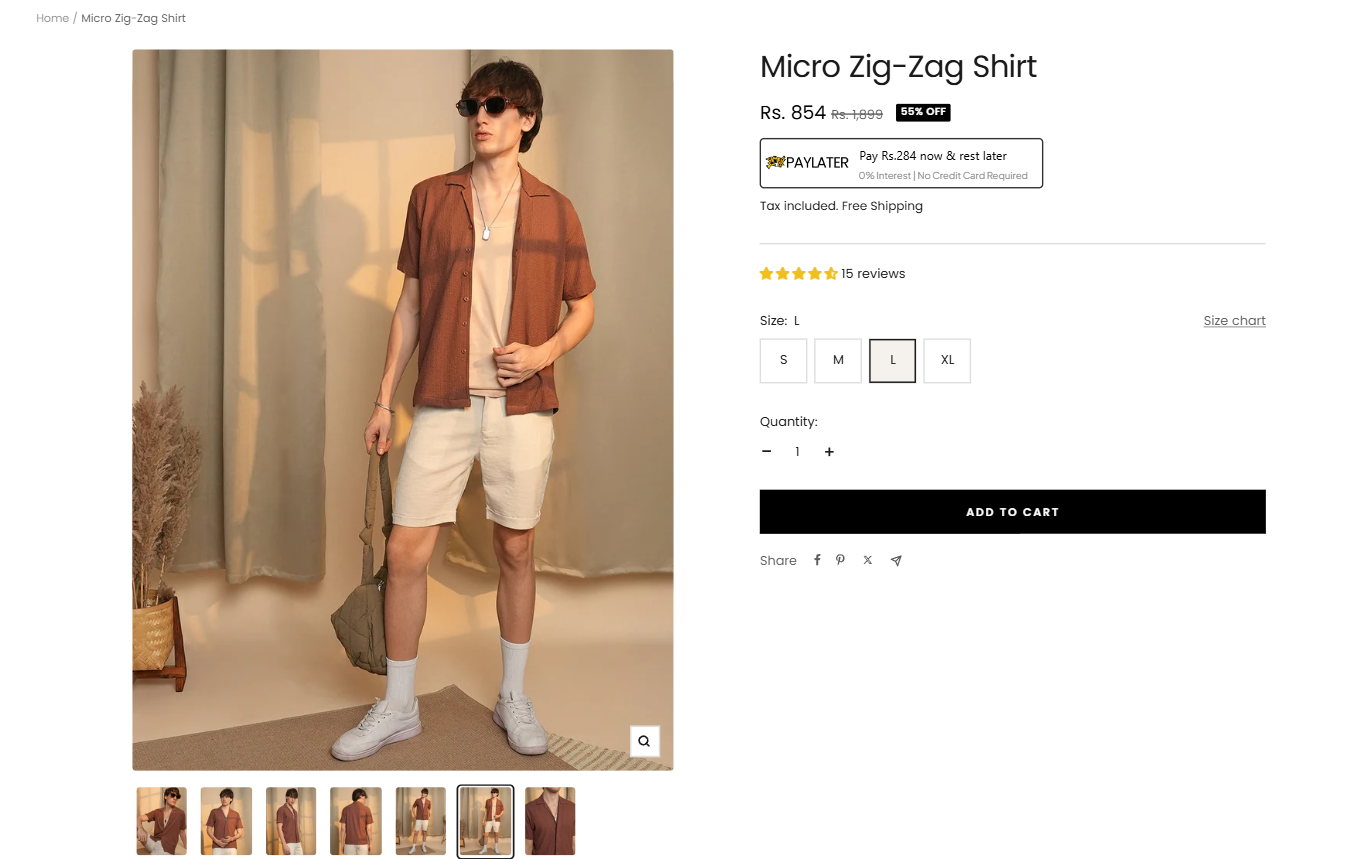 Home / Micro Zig-Zag Shirt
Micro Zig-Zag Shirt
Rs. 854 Rs. 1,899 55% OFF
PAYLATER Pay Rs.284 now & rest later
0% Interest | No Credit Card Required
Tax included. Free Shipping
15 reviews
Size: L Size chart
S M L XL
Quantity:
− 1 +
ADD TO CART
Share